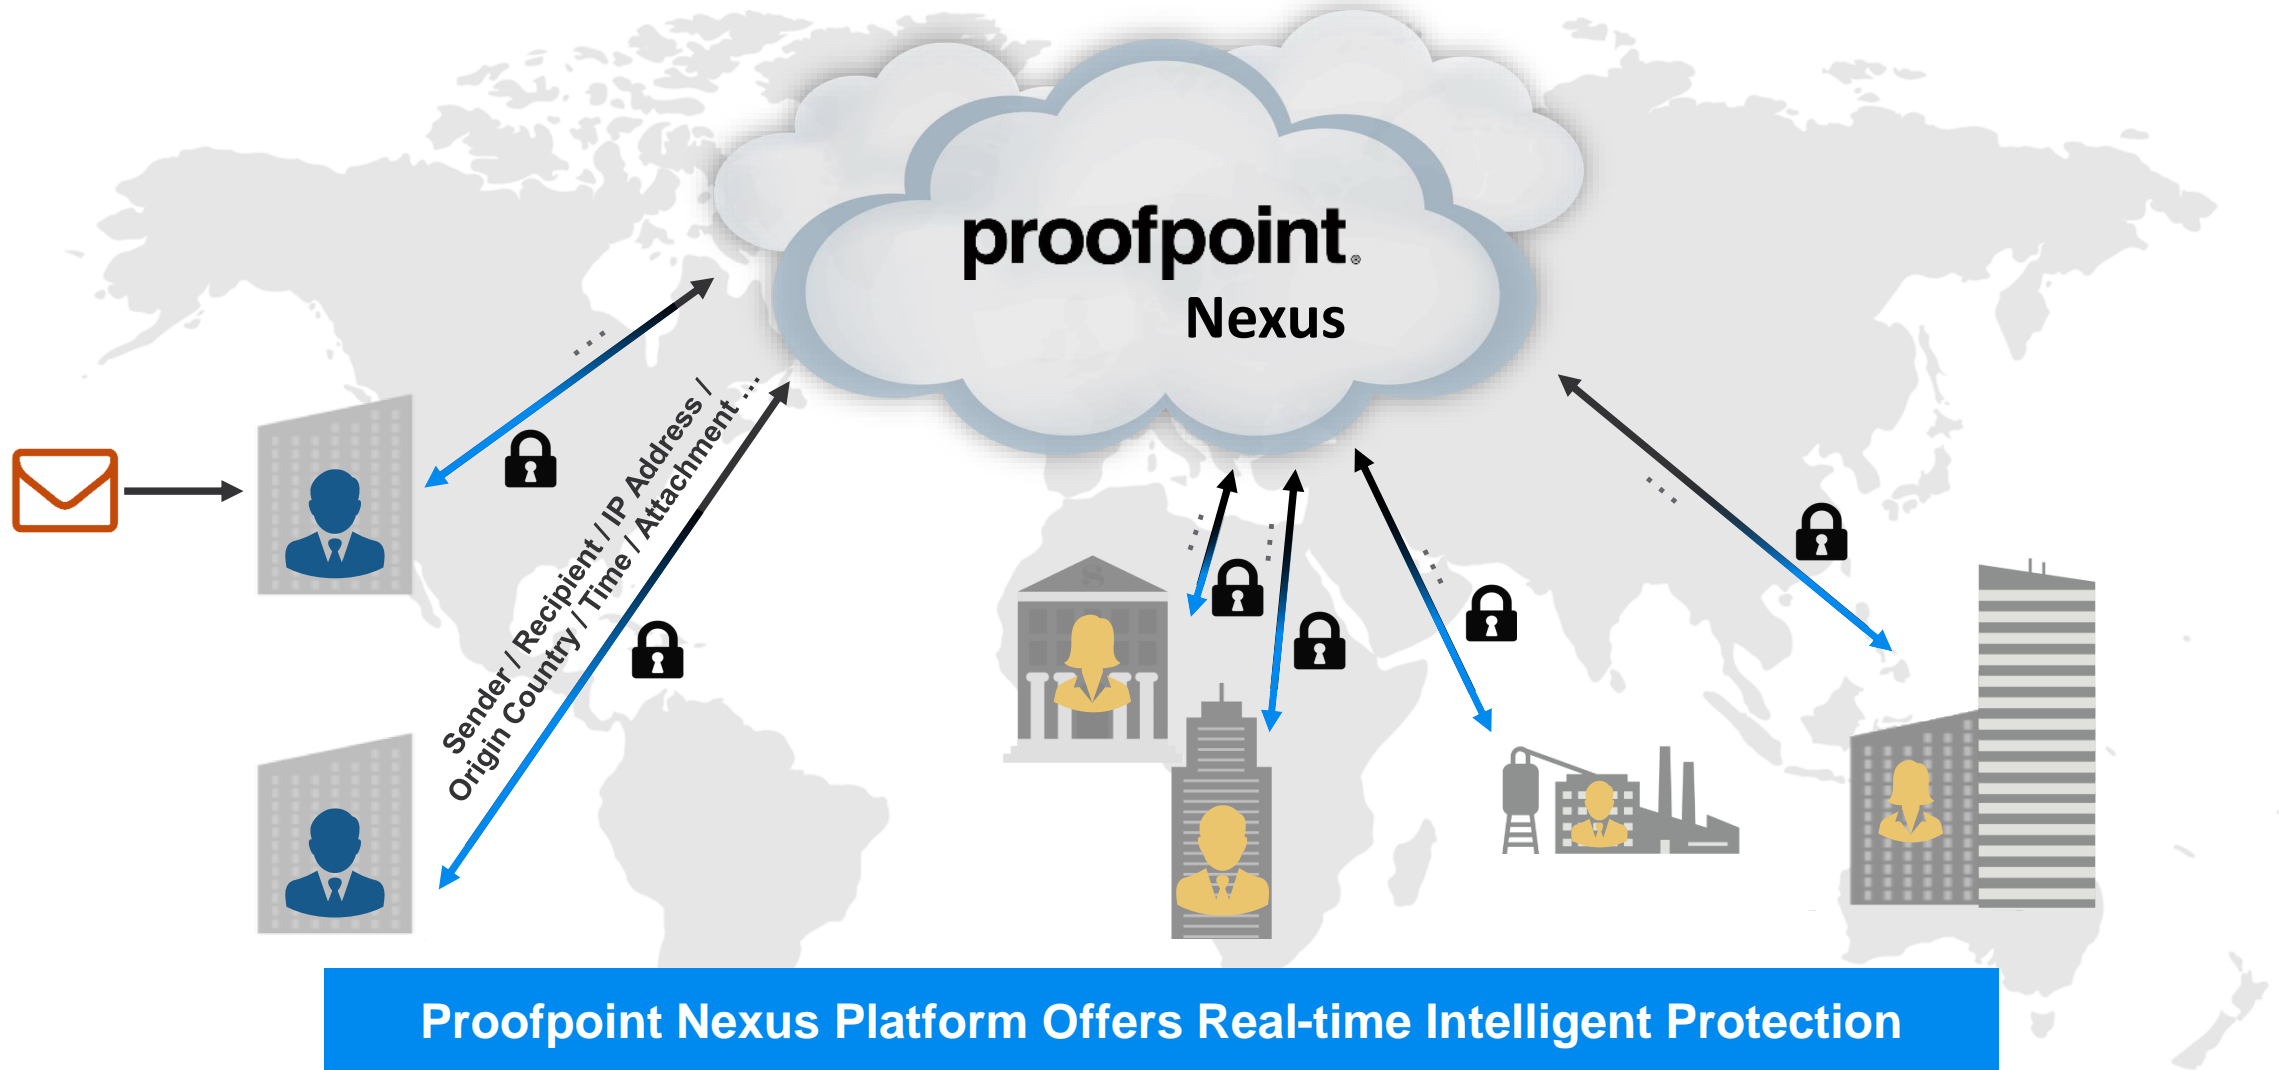 proofpoint®
Nexus
Sender / Recipient / IP Address /
Origin Country / Time / Attachment ...
Proofpoint Nexus Platform Offers Real-time Intelligent Protection